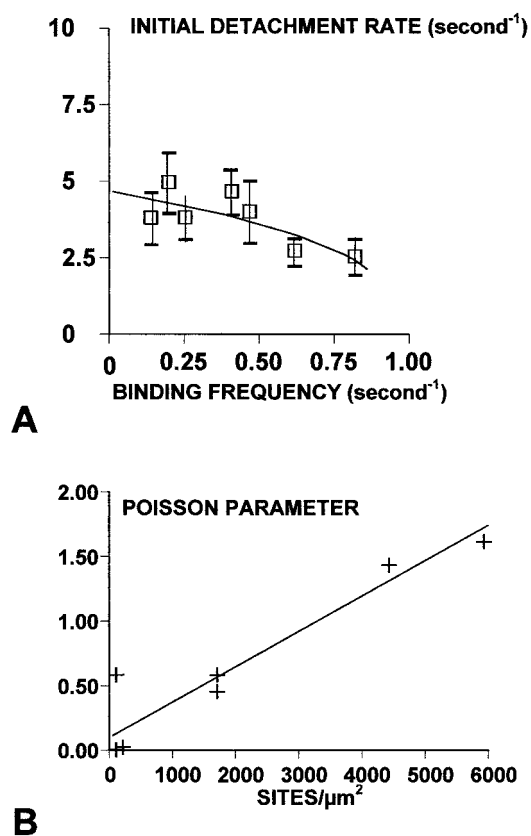 10
INITIAL DETACHMENT RATE (second⁻¹)
7.5
5
2.5
0
0 0.25 0.50 0.75 1.00
BINDING FREQUENCY (second⁻¹)
A
2.00
POISSON PARAMETER
1.50
1.00
0.50
0.00
0 1000 2000 3000 4000 5000 6000
SITES/µm²
B